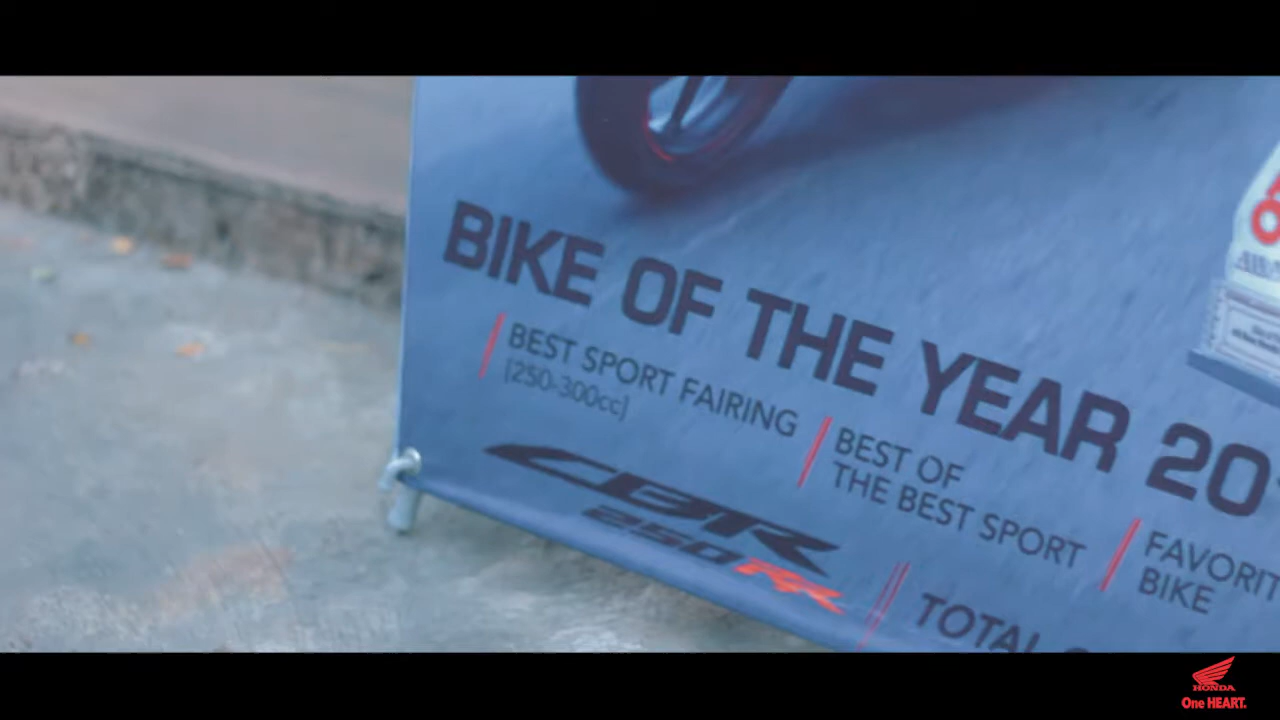 BIKE OF THE YEAR 20
BEST SPORT FAIRING
(250-300cc)
BEST OF
THE BEST SPORT
FAVORIT
BIKE
CBR
250RR
TOTAL
HONDA
One HEART.